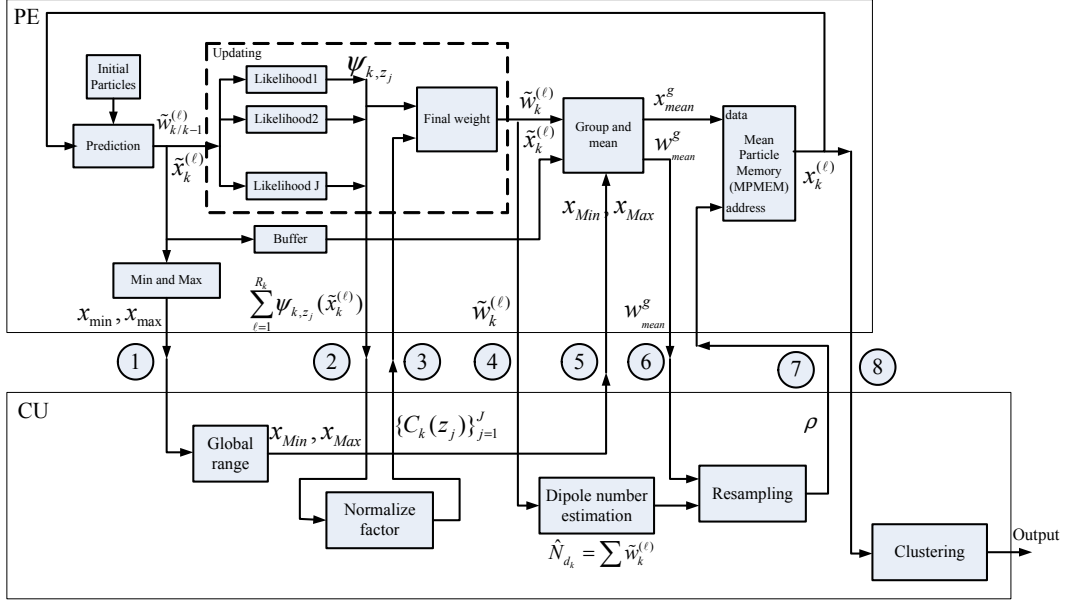 PE
Updating
Initial
Particles
Prediction
w̃_{k/k-1}^{(ℓ)}
x̃_k^{(ℓ)}
Likelihood1
Likelihood2
Likelihood J
ψ_{k,z_j}
Final weight
w̃_k^{(ℓ)}
x̃_k^{(ℓ)}
Group and
mean
x_{mean}^g
w_{mean}^g
data
Mean
Particle
Memory
(MPMEM)
address
x_k^{(ℓ)}
Buffer
x_{Min}, x_{Max}
Min and Max
x_{min}, x_{max}
∑_{ℓ=1}^{R_k} ψ_{k,z_j}(x̃_k^{(ℓ)})
w̃_k^{(ℓ)}
w_{mean}^g
1
2
3
4
5
6
7
8
CU
Global
range
x_{Min}, x_{Max}
{C_k(z_j)}_{j=1}^J
ρ
Normalize
factor
Dipole number
estimation
N̂_{d_k} = ∑ w̃_k^{(ℓ)}
Resampling
Clustering
Output